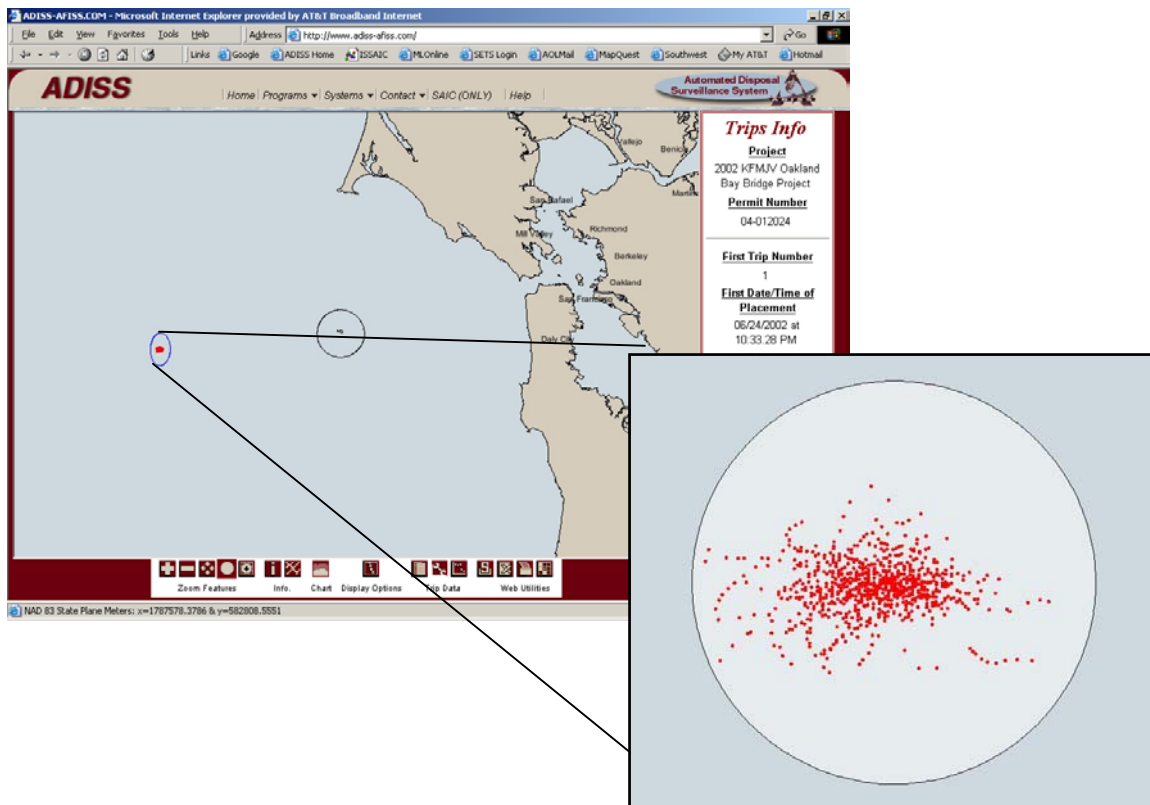 ADISS-AFISS.COM - Microsoft Internet Explorer provided by AT&T Broadband Internet
File Edit View Favorites Tools Help Address http://www.adiss-afiss.com/ Go
Links Google ADISS Home ISSAIC MLOnline SETS Login AOLMail MapQuest Southwest My AT&T Hotmail
ADISS
Home Programs Systems Contact SAIC (ONLY) Help
Automated Disposal
Surveillance System
Vallejo
Benicia
Martin
San Rafael
Mill Valley
Richmond
Berkeley
Oakland
San Francisco
Daly City
Trips Info
Project
2002 KFMJV Oakland
Bay Bridge Project
Permit Number
04-012024
First Trip Number
1
First Date/Time of
Placement
06/24/2002 at
10:33.28 PM
Zoom Features Info. Chart Display Options Trip Data Web Utilities
NAD 83 State Plane Meters: x=1787578.3786 & y=582808.5551